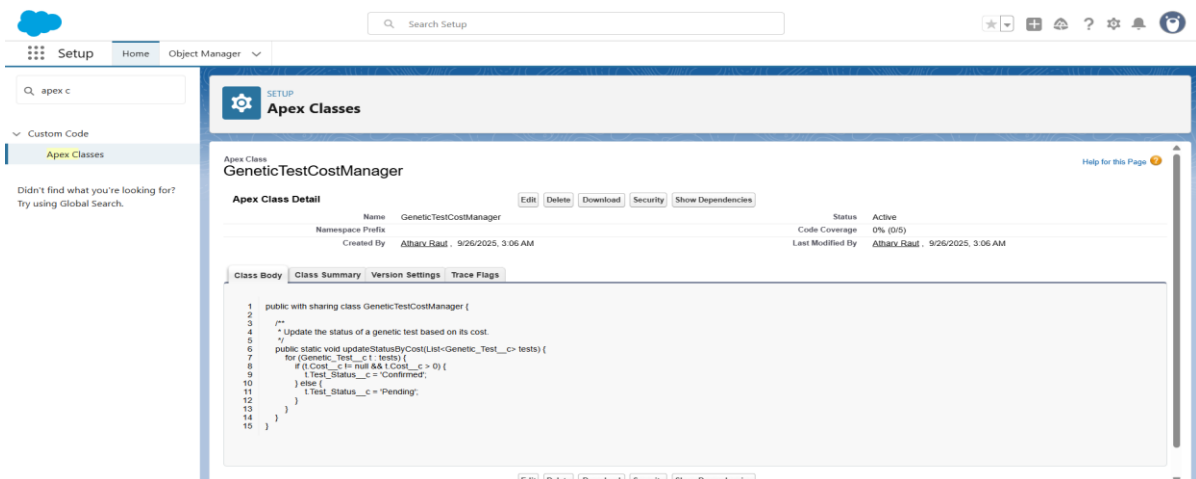 Search Setup
Setup Home Object Manager
apex c
Custom Code
Apex Classes
Didn't find what you're looking for?
Try using Global Search.
SETUP
Apex Classes
Apex Class
GeneticTestCostManager
Help for this Page
Apex Class Detail Edit Delete Download Security Show Dependencies
Name GeneticTestCostManager Status Active
Namespace Prefix Code Coverage 0% (0/5)
Created By Atharv Raut , 9/26/2025, 3:06 AM Last Modified By Atharv Raut , 9/26/2025, 3:06 AM
Class Body Class Summary Version Settings Trace Flags
1 public with sharing class GeneticTestCostManager {
2
3 /**
4 * Update the status of a genetic test based on its cost.
5 */
6 public static void updateStatusByCost(List<Genetic_Test__c> tests) {
7 for (Genetic_Test__c t : tests) {
8 if (t.Cost__c != null && t.Cost__c > 0) {
9 t.Test_Status__c = 'Confirmed';
10 } else {
11 t.Test_Status__c = 'Pending';
12 }
13 }
14 }
15 }